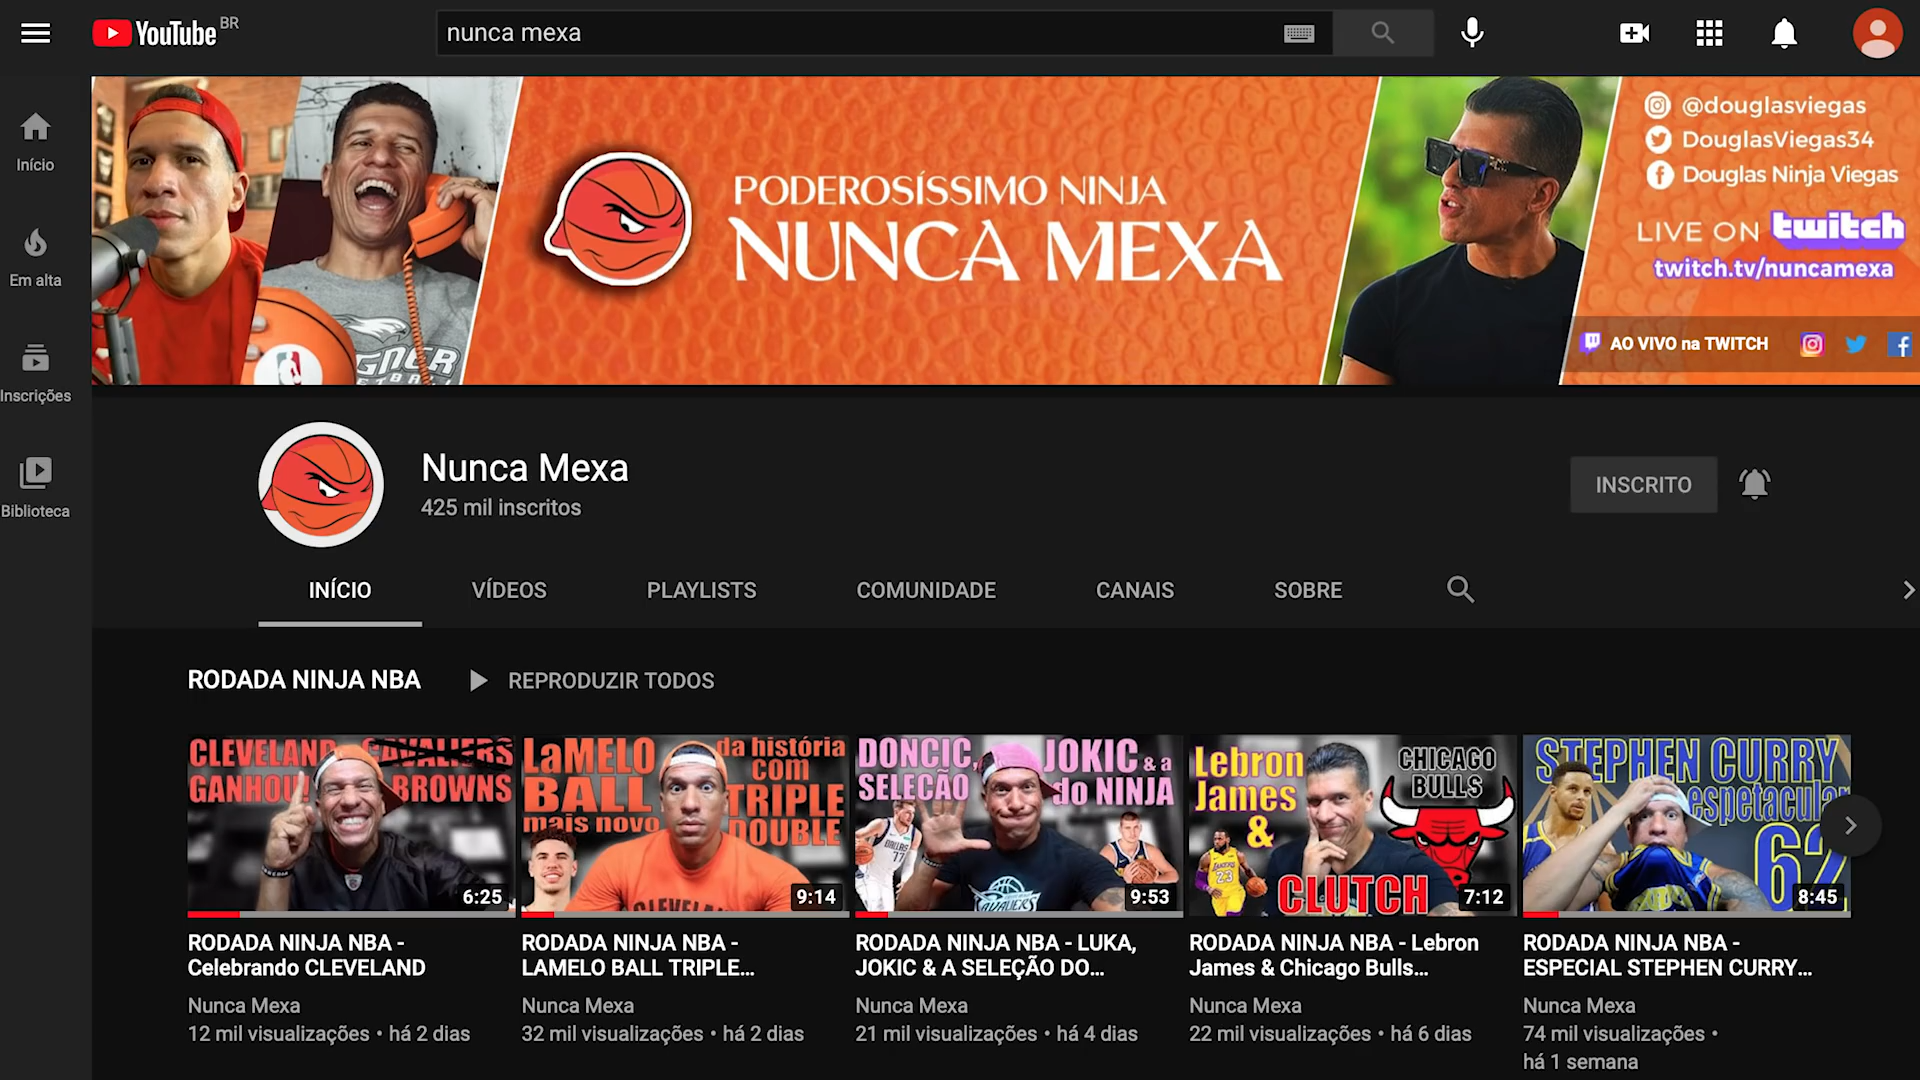 YouTube BR
nunca mexa
Início
Em alta
Inscrições
Biblioteca
PODEROSÍSSIMO NINJA
NUNCA MEXA
@douglasviegas
DouglasViegas34
Douglas Ninja Viegas
LIVE ON twitch
twitch.tv/nuncamexa
AO VIVO na TWITCH
Nunca Mexa
425 mil inscritos
INSCRITO
INÍCIO
VÍDEOS
PLAYLISTS
COMUNIDADE
CANAIS
SOBRE
RODADA NINJA NBA
REPRODUZIR TODOS
CLEVELAND CAVALIERS
GANHOU! BROWNS
6:25
LaMELO
BALL
mais novo
da história
com
TRIPLE
DOUBLE
9:14
DONCIC, JOKIC & a
SELEÇÃO do NINJA
DALLAS
77
CAVALIERS
9:53
Lebron
James
&
CHICAGO
BULLS
23
CLUTCH
7:12
STEPHEN CURRY
espetacular
62
8:45
RODADA NINJA NBA -
Celebrando CLEVELAND
Nunca Mexa
12 mil visualizações • há 2 dias
RODADA NINJA NBA -
LAMELO BALL TRIPLE...
Nunca Mexa
32 mil visualizações • há 2 dias
RODADA NINJA NBA - LUKA,
JOKIC & A SELEÇÃO DO...
Nunca Mexa
21 mil visualizações • há 4 dias
RODADA NINJA NBA - Lebron
James & Chicago Bulls...
Nunca Mexa
22 mil visualizações • há 6 dias
RODADA NINJA NBA -
ESPECIAL STEPHEN CURRY...
Nunca Mexa
74 mil visualizações •
há 1 semana